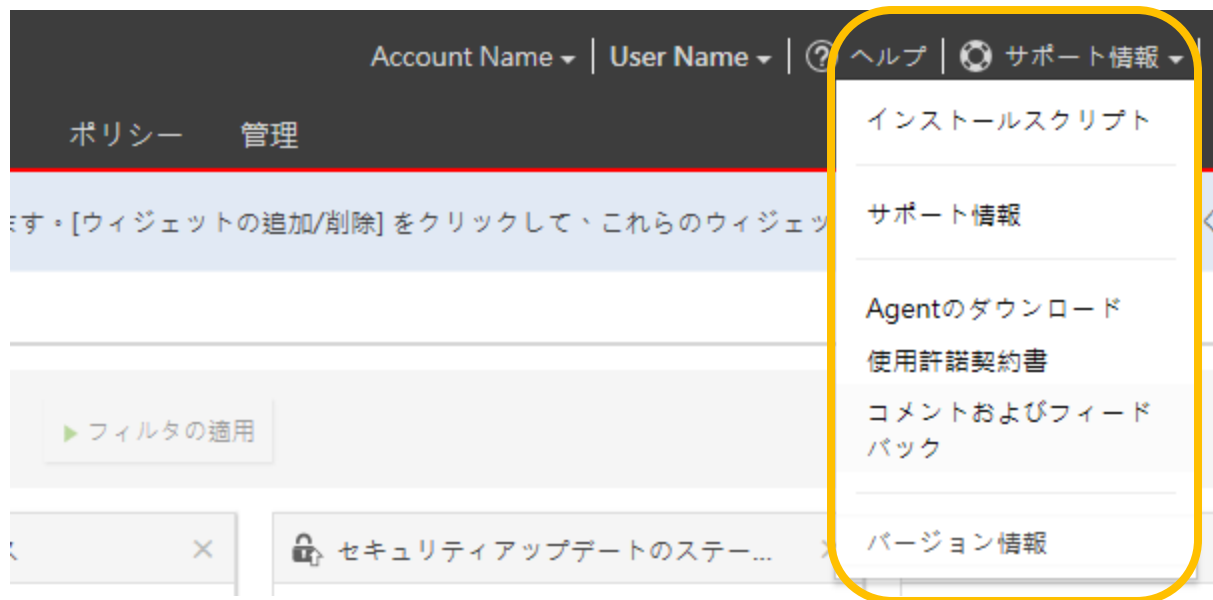 Account Name User Name ヘルプ サポート情報
ポリシー 管理
ます。[ウィジェットの追加/削除] をクリックして、これらのウィジェッ
インストールスクリプト
サポート情報
Agentのダウンロード
使用許諾契約書
コメントおよびフィード
バック
バージョン情報
フィルタの適用
セキュリティアップデートのステー...